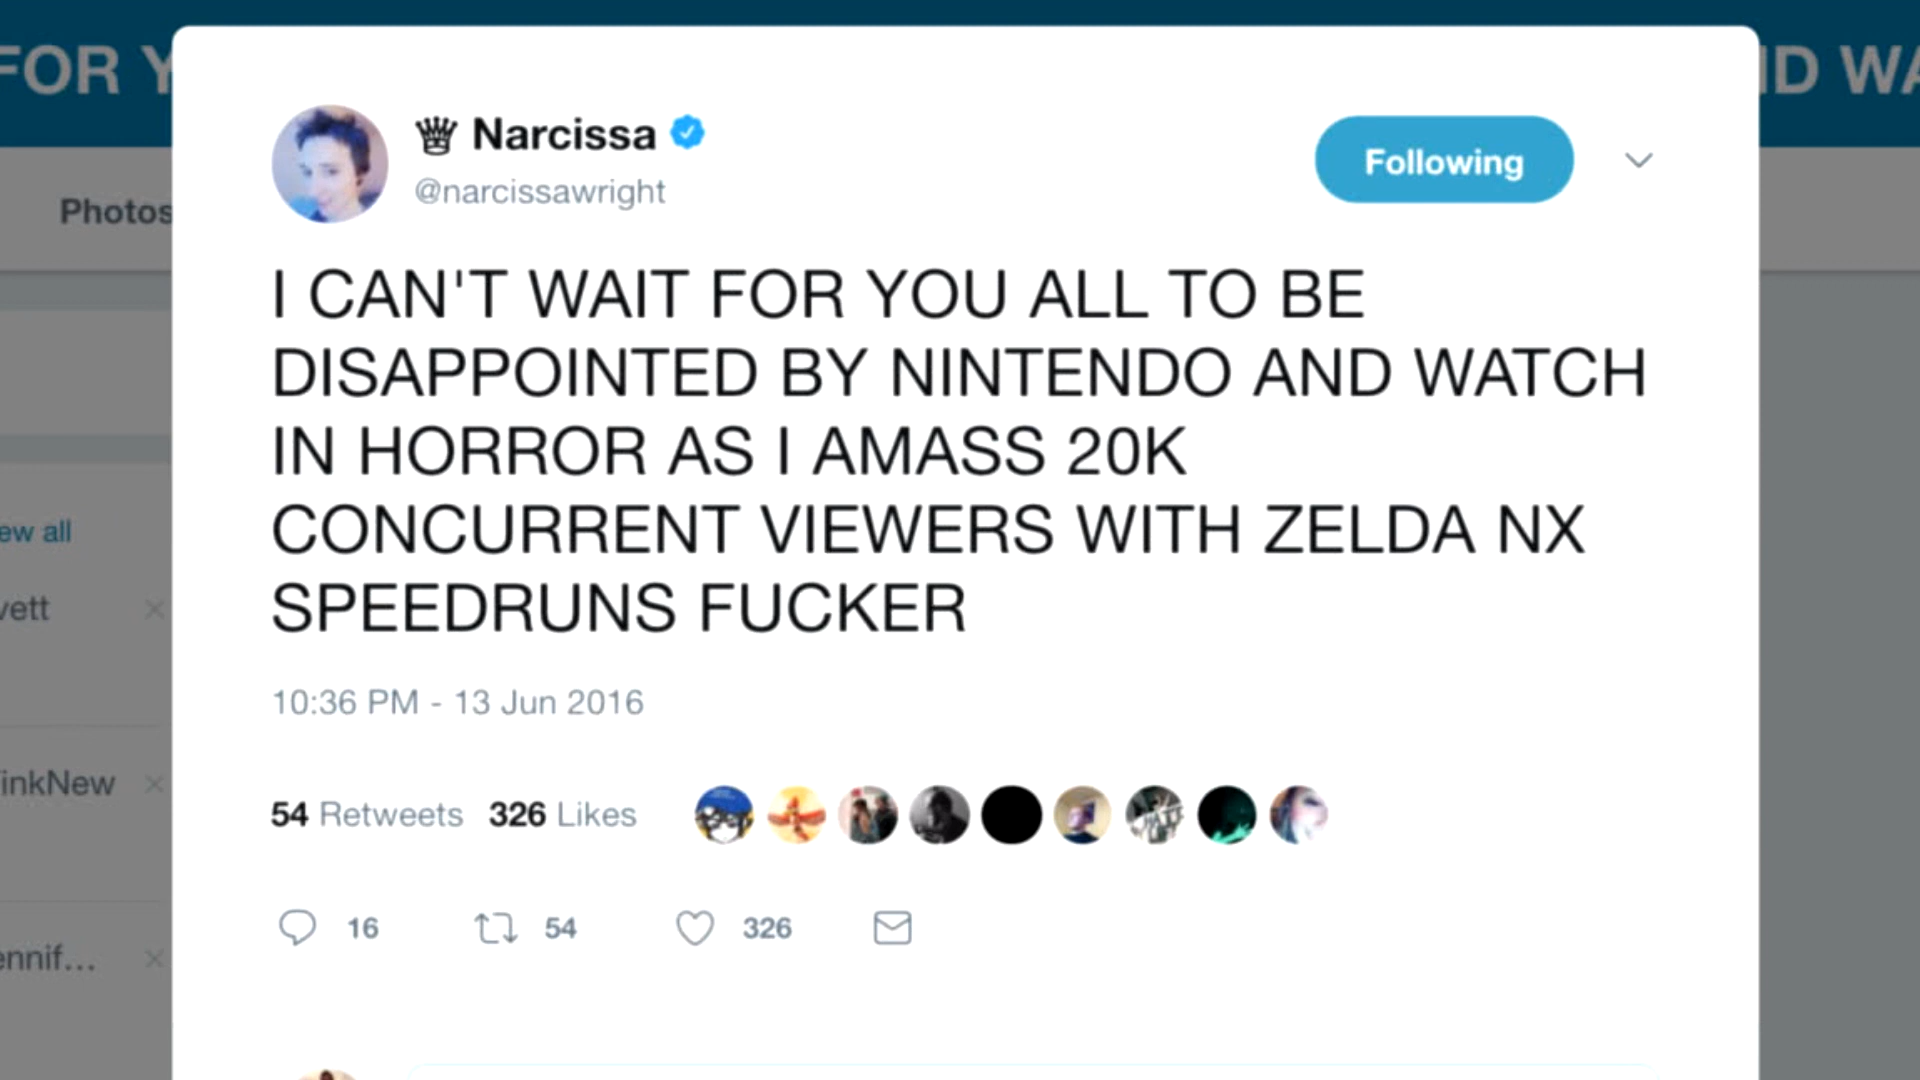 FOR Y
ID WA
Narcissa
@narcissawright
Following
Photos
I CAN'T WAIT FOR YOU ALL TO BE
DISAPPOINTED BY NINTENDO AND WATCH
IN HORROR AS I AMASS 20K
CONCURRENT VIEWERS WITH ZELDA NX
SPEEDRUNS FUCKER
ew all
vett
10:36 PM - 13 Jun 2016
inkNew
54 Retweets 326 Likes
16 54 326
ennif...